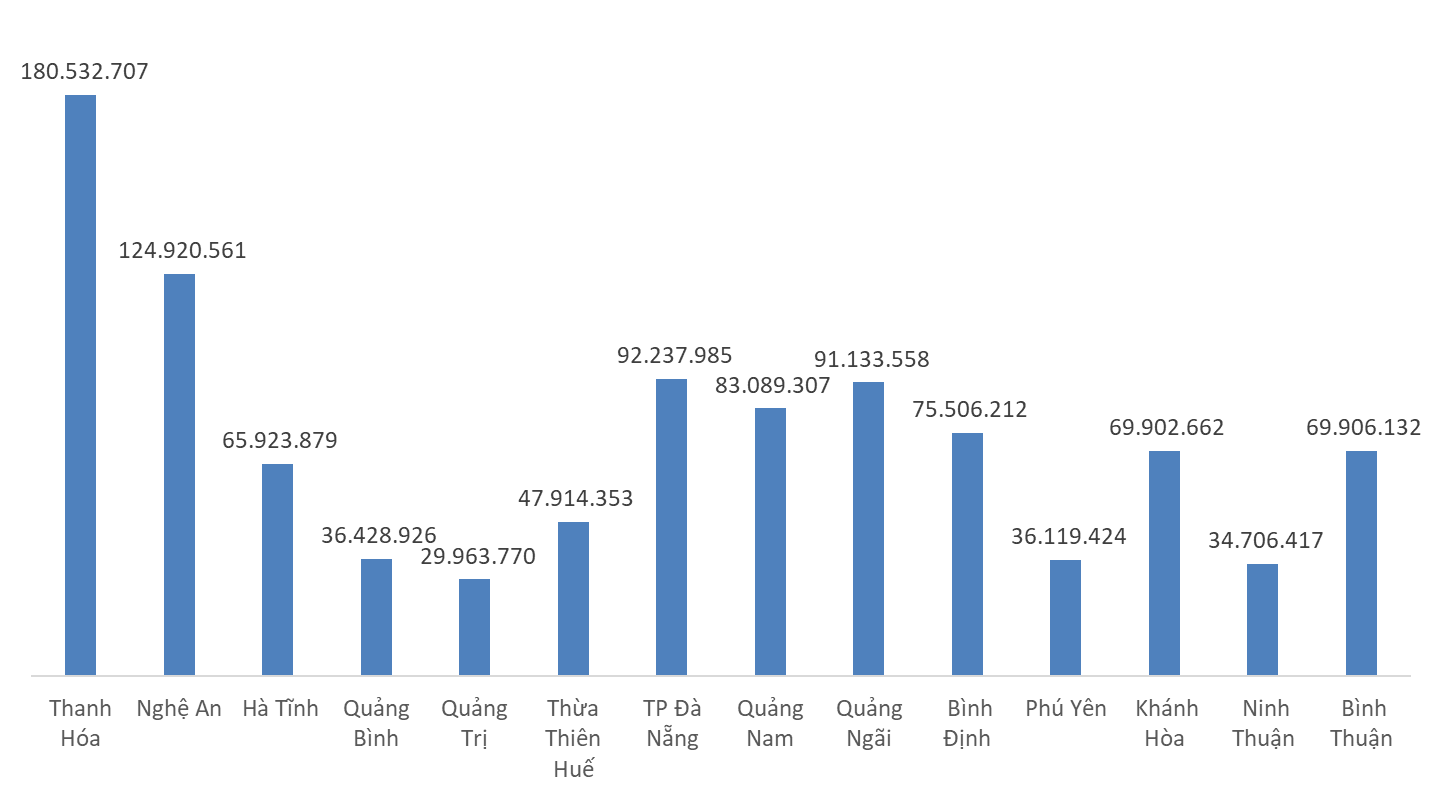 180.532.707
124.920.561
65.923.879
36.428.926
29.963.770
47.914.353
92.237.985
83.089.307
91.133.558
75.506.212
36.119.424
69.902.662
34.706.417
69.906.132
Thanh
Hóa
Nghệ An
Hà Tĩnh
Quảng
Bình
Quảng
Trị
Thừa
Thiên
Huế
TP Đà
Nẵng
Quảng
Nam
Quảng
Ngãi
Bình
Định
Phú Yên
Khánh
Hòa
Ninh
Thuận
Bình
Thuận